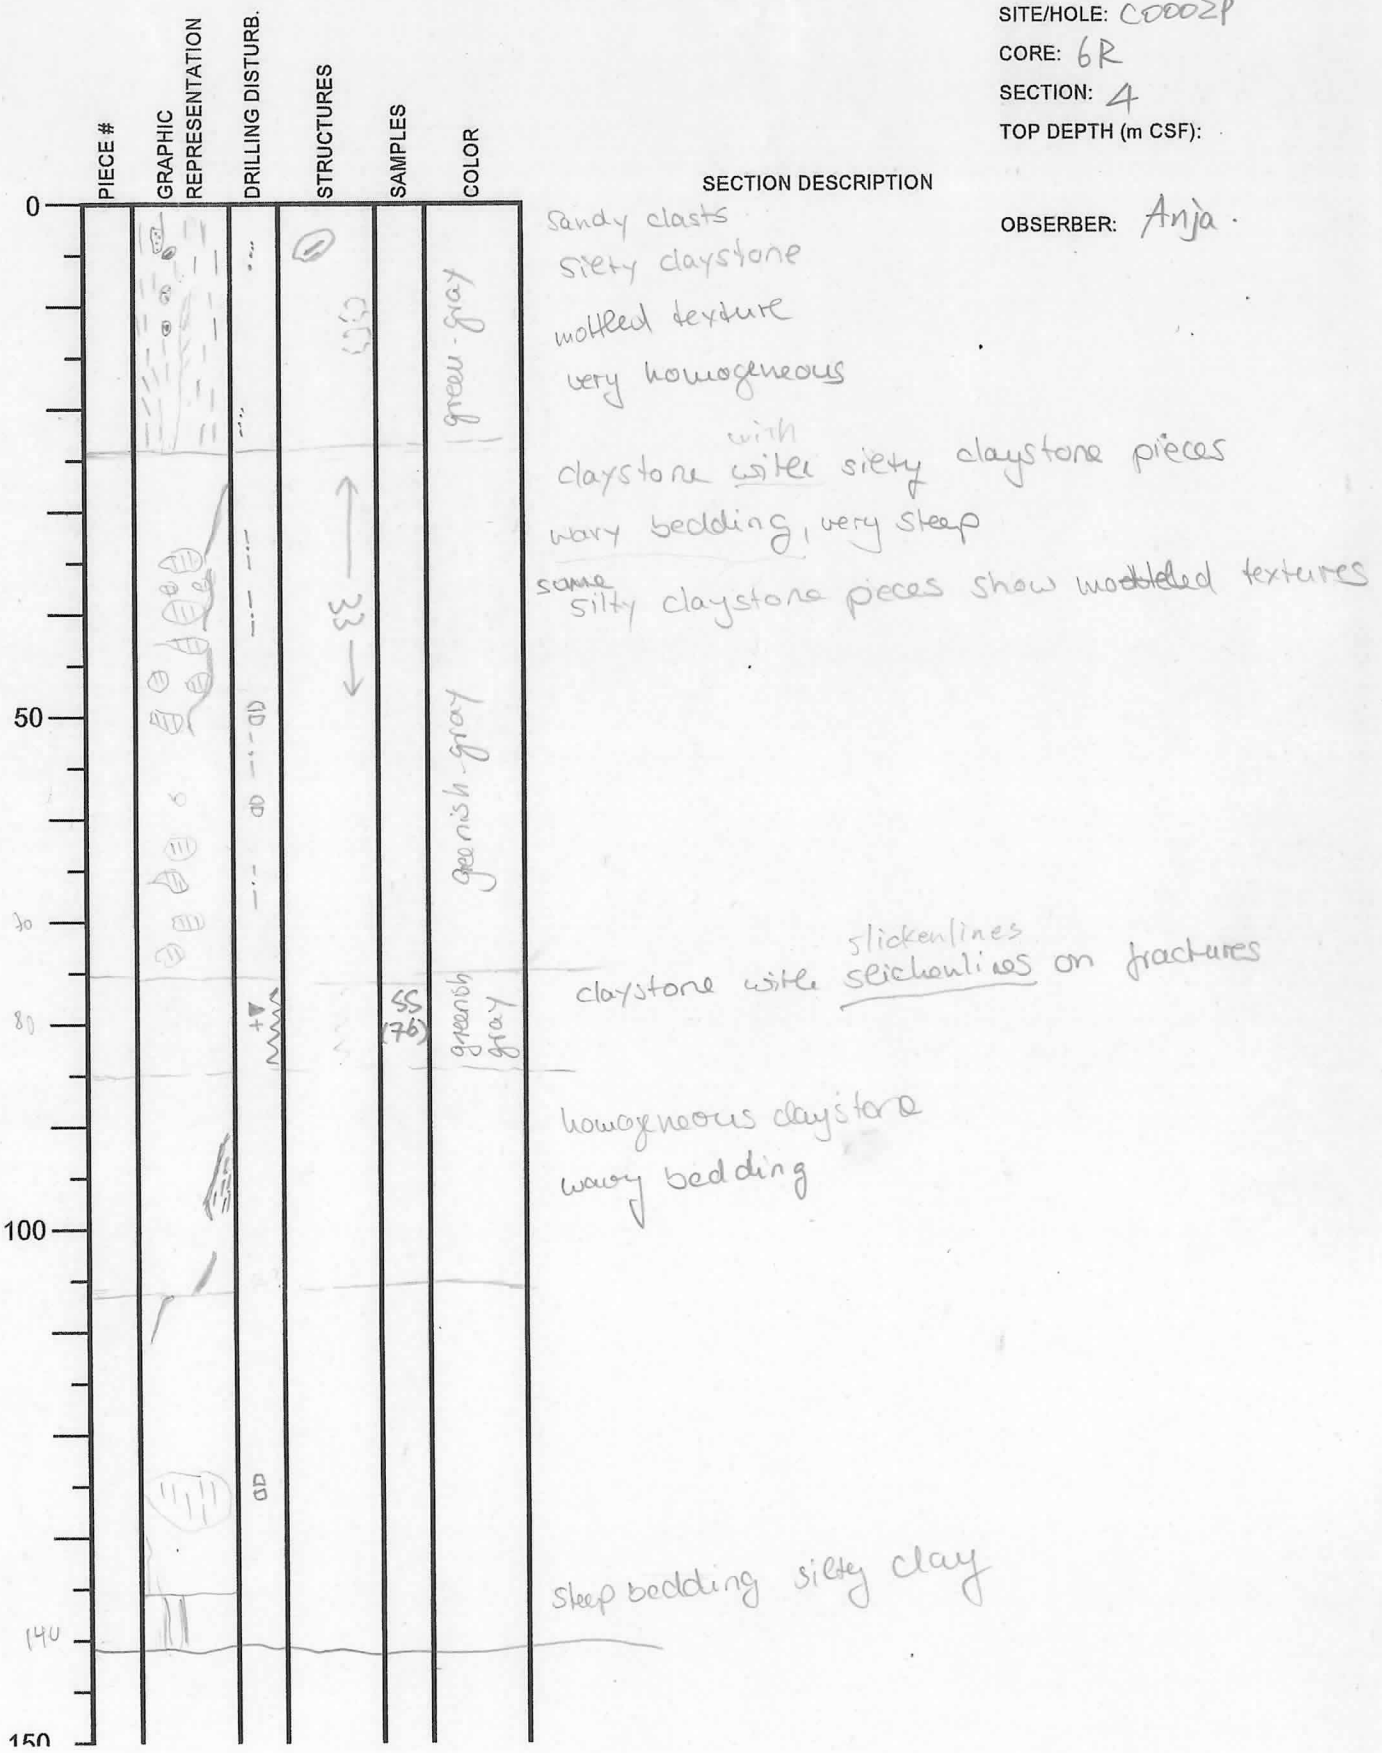 SITE/HOLE: C0002P
CORE: 6R
SECTION: 4
TOP DEPTH (m CSF):
OBSERBER: Anja.
PIECE #
GRAPHIC REPRESENTATION
DRILLING DISTURB.
STRUCTURES
SAMPLES
COLOR
SECTION DESCRIPTION
0
sandy clasts
silty claystone
mottled texture
very homogeneous
green-gray
with
claystone with silty claystone pieces
wavy bedding, very steep
some
silty claystone pieces show mottled textures
50
greenish-gray
70
slickenlines
claystone with slickenlines on fractures
SS
(76)
greenish
gray
80
homogeneous claystone
wavy bedding
100
steep bedding silty clay
140
150